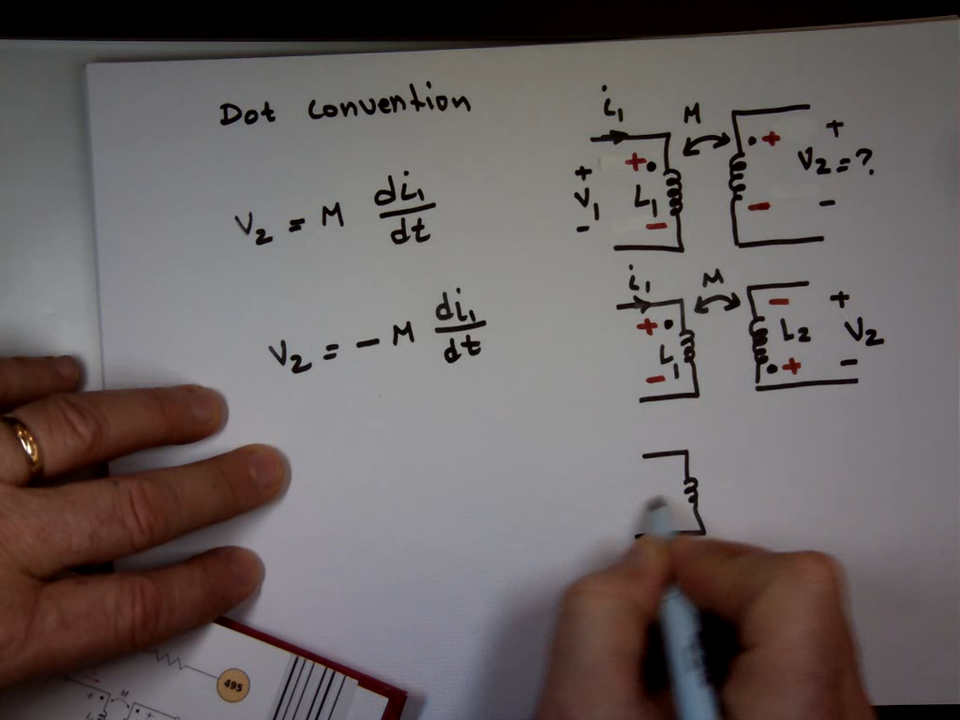 Dot convention
V₂ = M di₁/dt
V₂ = - M di₁/dt
i₁ M
+ • • + +
+ V₁ - L₁ V₂ = ?
- - -
i₁ M
+ • - +
L₁ L₂ V₂
- • + -
495
+ • M • +
L